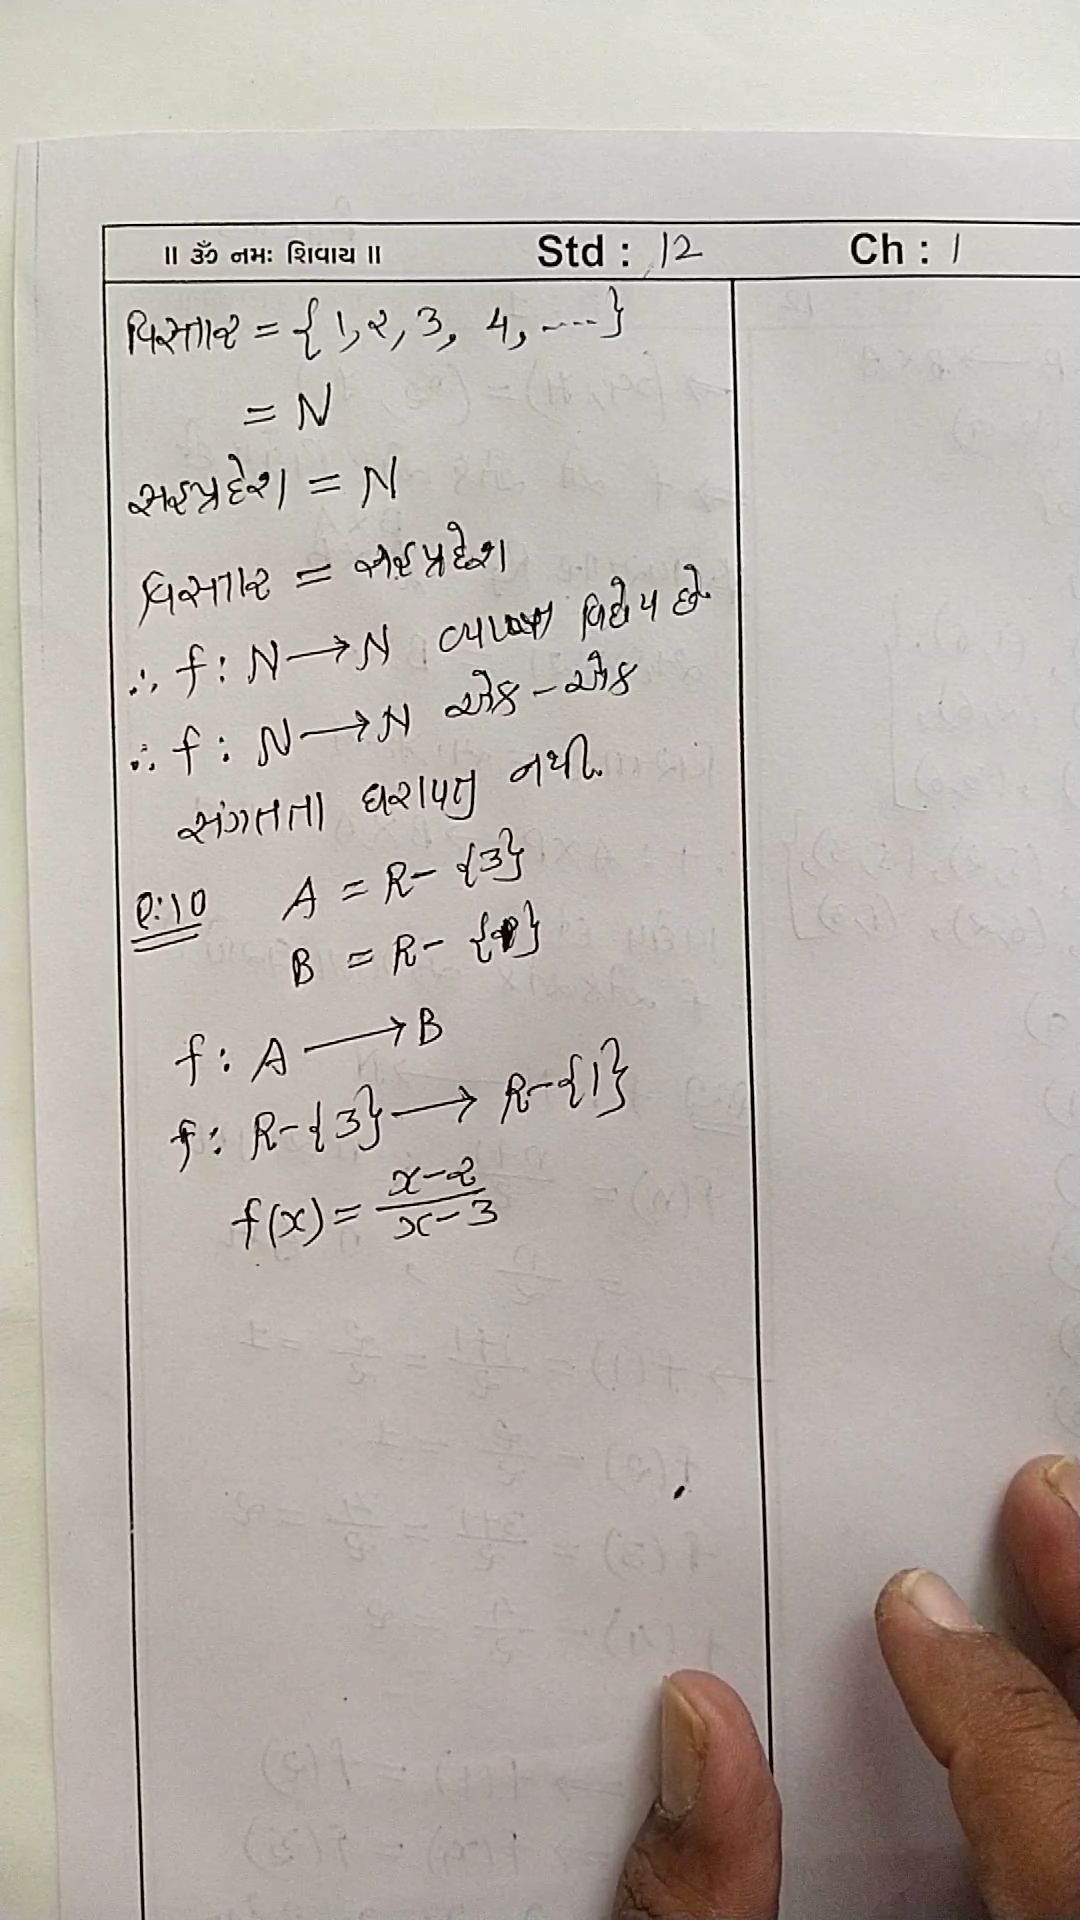 ॥ ૐ નમઃ શિવાય ॥ Std : 12 Ch : 1
વિસ્તાર = {1, 2, 3, 4, ....}
= N
સહપ્રદેશ = N
વિસ્તાર = સહપ્રદેશ
∴ f : N → N વ્યાપ્ત વિધેય છે.
∴ f : N → N એક - એક
સંગતતા ધરાવતુ નથી.
Q:10 A = R- {3}
B = R- {1}
f : A → B
f : R-{3} → R-{1}
f(x) = x-2 / x-3